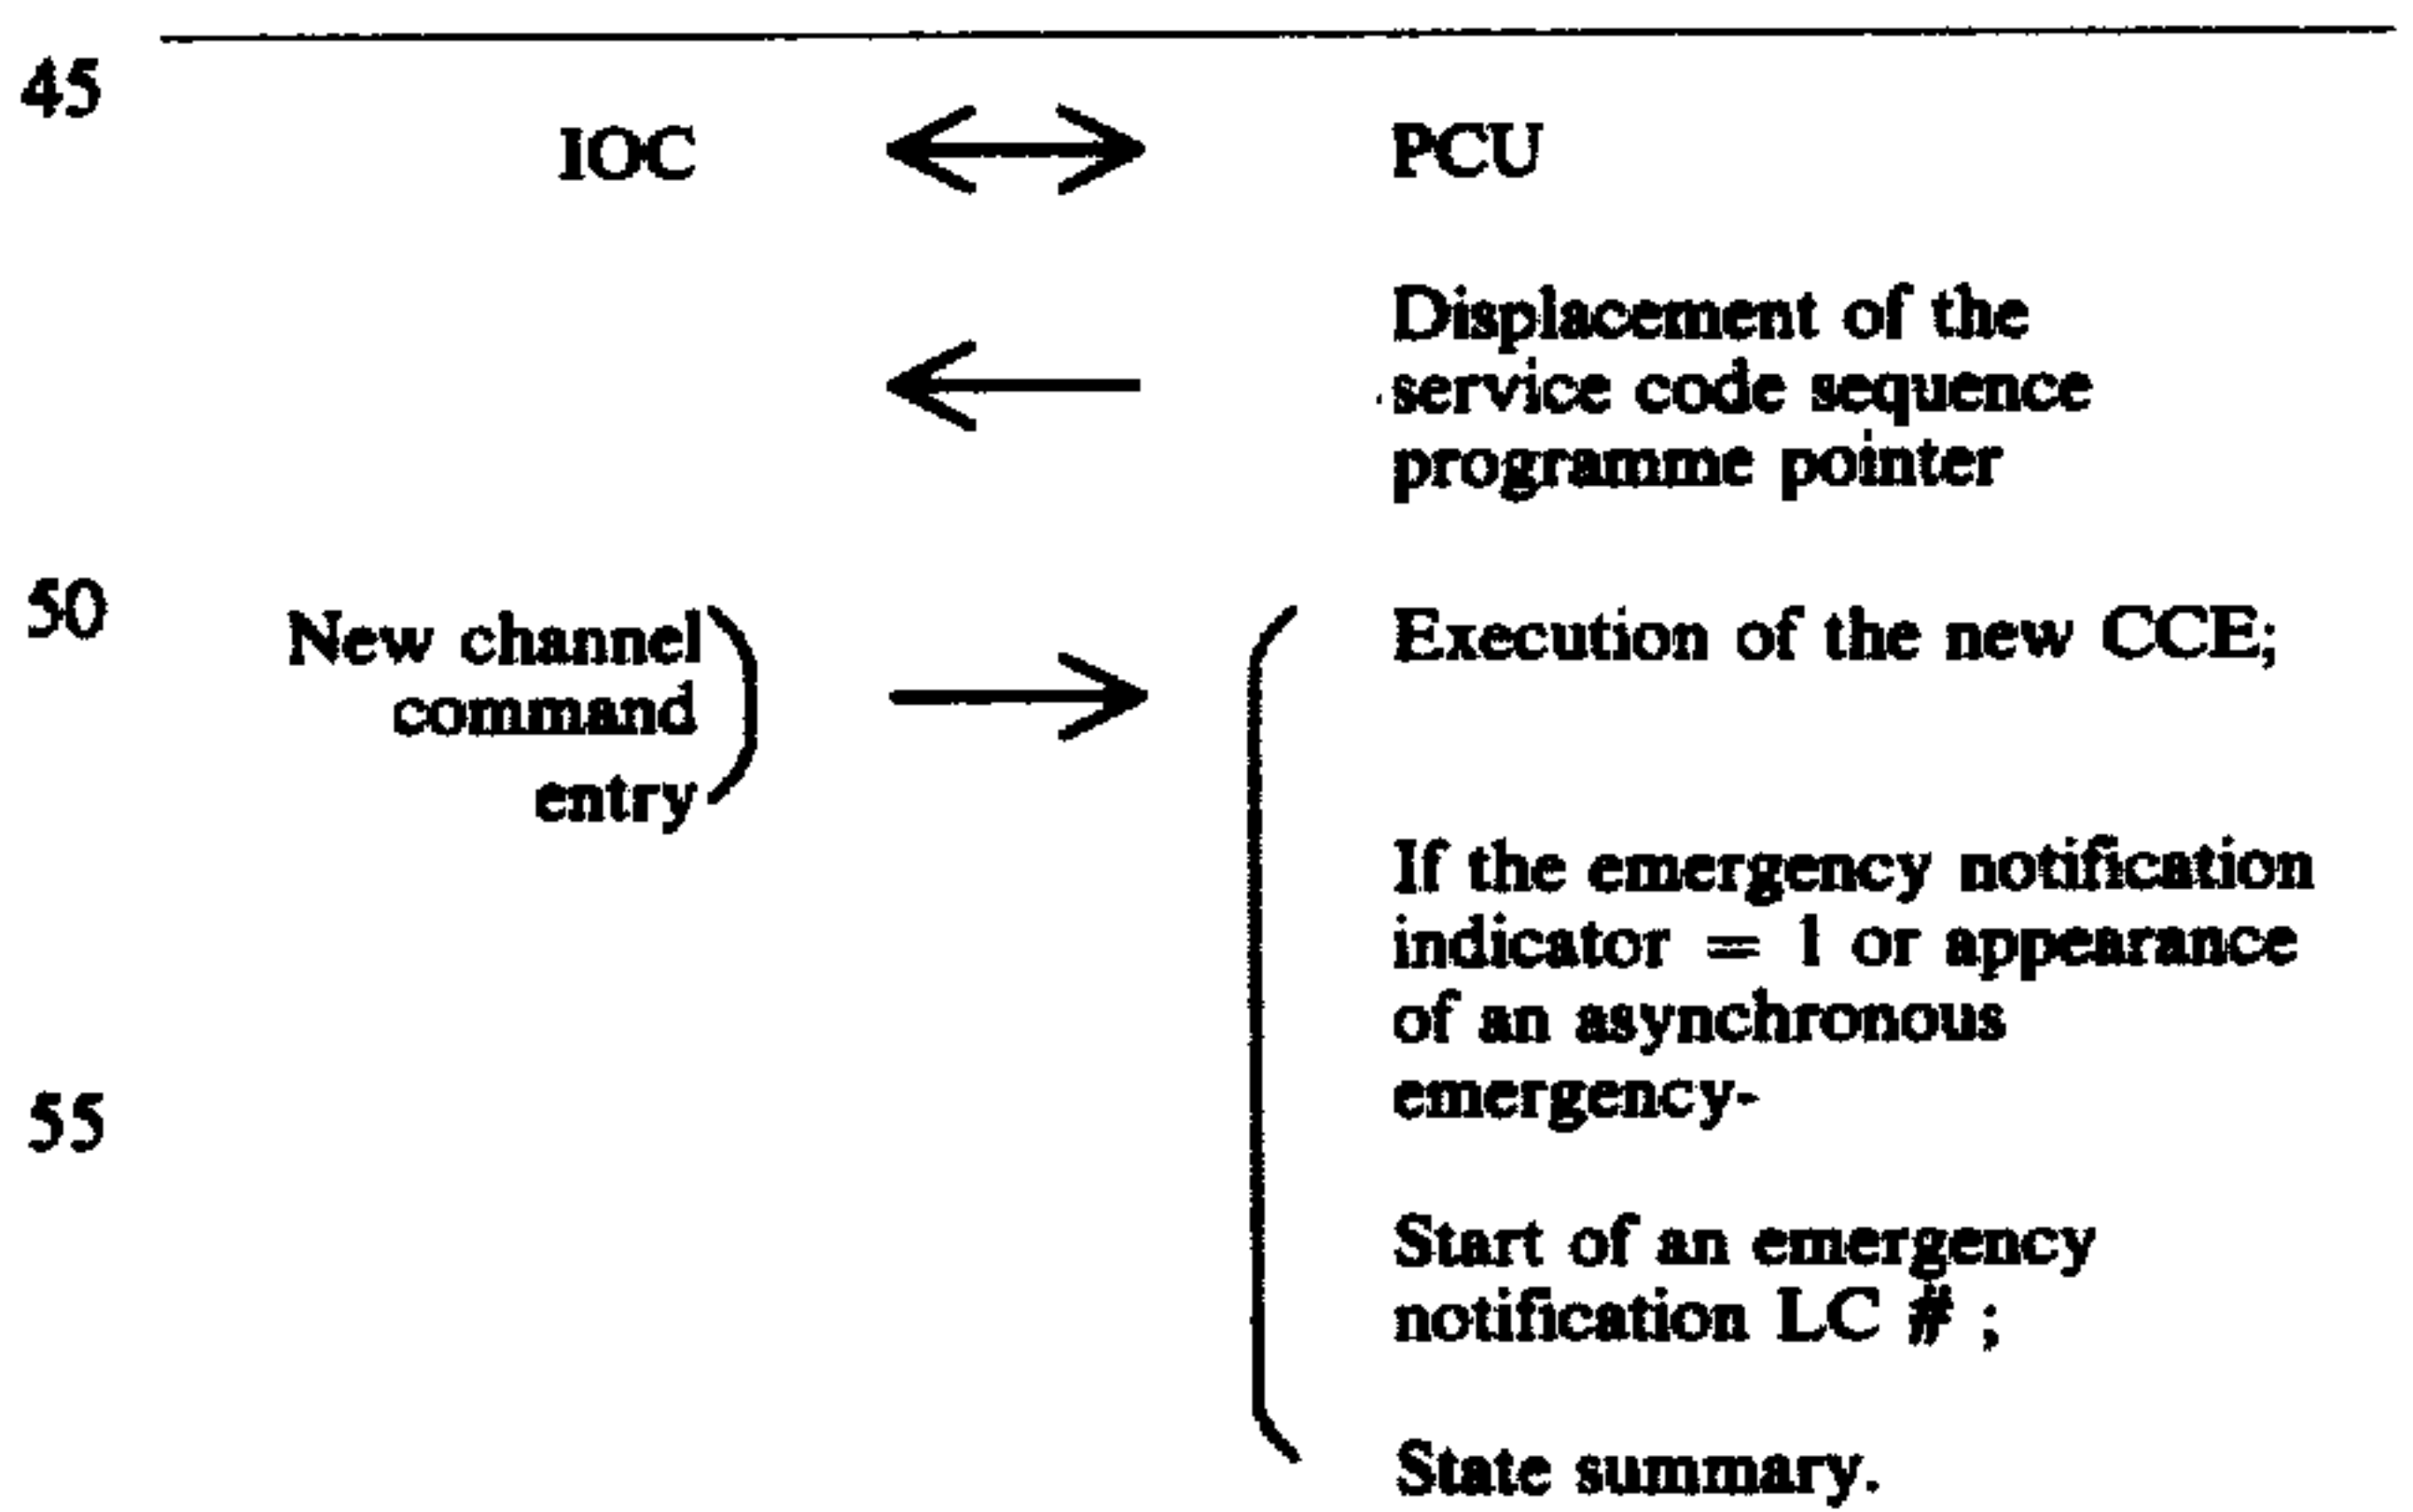 45
IOC PCU
Displacement of the
service code sequence
programme pointer
50
New channel Execution of the new CCE;
command
entry
If the emergency notification
indicator = 1 or appearance
of an asynchronous
emergency-
55
Start of an emergency
notification LC # ;
State summary.